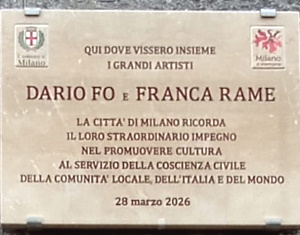 Milano
Milano
QUI DOVE VISSERO INSIEME
I GRANDI ARTISTI
DARIO FO E FRANCA RAME
LA CITTA' DI MILANO RICORDA
IL LORO STRAORDINARIO IMPEGNO
NEL PROMUOVERE CULTURA
AL SERVIZIO DELLA COSCIENZA CIVILE
DELLA COMUNITA' LOCALE, DELL'ITALIA E DEL MONDO
28 marzo 2026